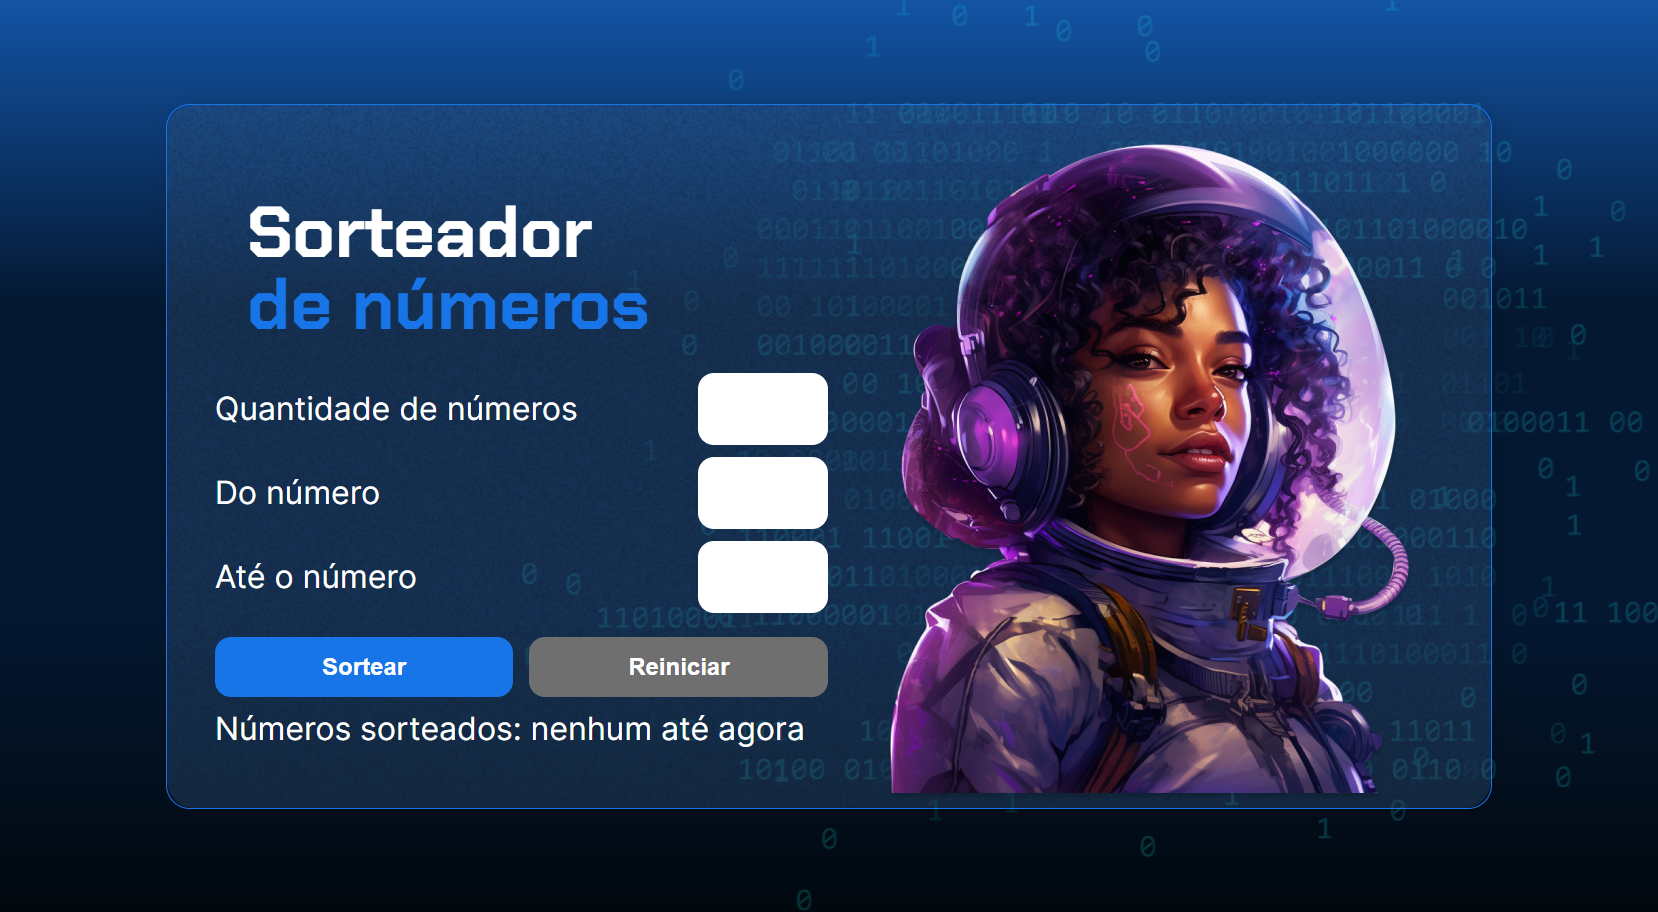 Sorteador
de números
Quantidade de números
Do número
Até o número
Sortear
Reiniciar
Números sorteados: nenhum até agora